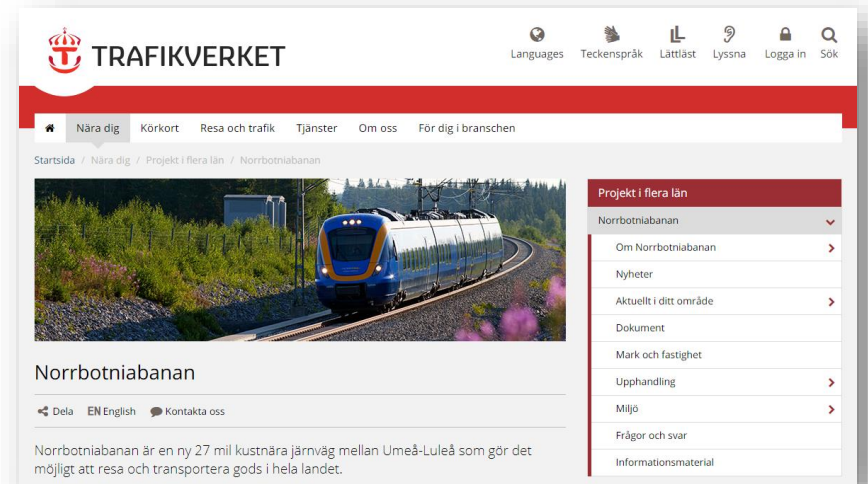 TRAFIKVERKET
Languages
Teckenspråk
Lättläst
Lyssna
Logga in
Sök
Nära dig
Körkort
Resa och trafik
Tjänster
Om oss
För dig i branschen
Startsida / Nära dig / Projekt i flera län / Norrbotniabanan
Norrbotniabanan
Dela
EN English
Kontakta oss
Norrbotniabanan är en ny 27 mil kustnära järnväg mellan Umeå-Luleå som gör det
möjligt att resa och transportera gods i hela landet.
Projekt i flera län
Norrbotniabanan
Om Norrbotniabanan
Nyheter
Aktuellt i ditt område
Dokument
Mark och fastighet
Upphandling
Miljö
Frågor och svar
Informationsmaterial